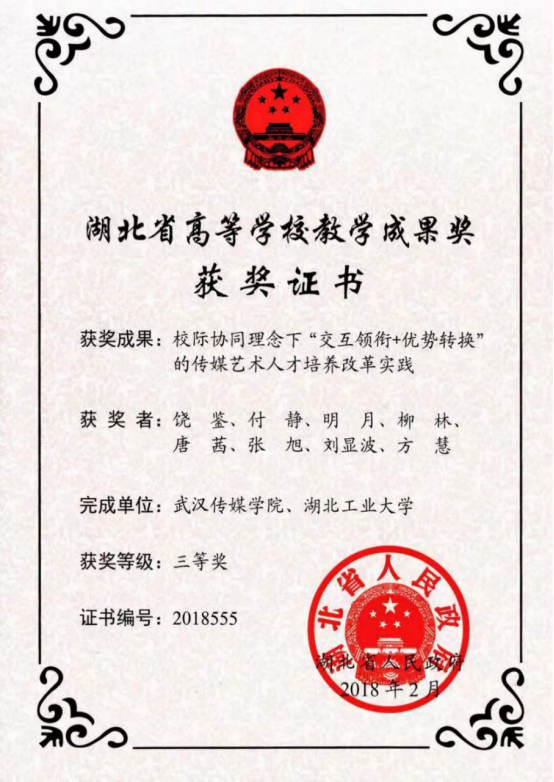 湖北省高等学校教学成果奖
获奖证书
获奖成果：校际协同理念下“交互领衔+优势转换”
的传媒艺术人才培养改革实践
获奖者：饶鉴、付静、明月、柳林、
唐茜、张旭、刘显波、方慧
完成单位：武汉传媒学院、湖北工业大学
获奖等级：三等奖
证书编号：2018555
湖北省人民政府
湖北省人民政府
2018年2月